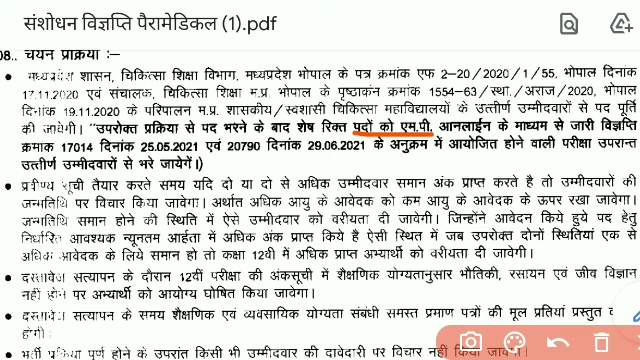 संशोधन विज्ञप्ति पैरामेडिकल (1).pdf
08.. चयन प्रक्रिया :—
• मध्यप्रदेश शासन, चिकित्सा शिक्षा विभाग, मध्यप्रदेश भोपाल के पत्र क्रमांक एफ 2–20/2020/1/55, भोपाल दिनांक
17.11.2020 एवं संचालक, चिकित्सा शिक्षा म.प्र. भोपाल के पृष्ठाकंन क्रमांक 1554–63/स्था./अराज/2020, भोपाल
दिनांक 19.11.2020 के परिपालन म.प्र. शासकीय/स्वशासी चिकित्सा महाविद्यालयों के उत्तीर्ण उम्मीदवारों से पद पूर्ति
की जायेगी। "उपरोक्त प्रक्रिया से पद भरने के बाद शेष रिक्त पदों को एम.पी. आनलाईन के माध्यम से जारी विज्ञप्ति
क्रमाक 17014 दिनांक 25.05.2021 एवं 20790 दिनांक 29.06.2021 के अनुक्रम में आयोजित होने वाली परीक्षा उपरान्त
उत्तीर्ण उम्मीदवारों से भरे जायेगें।)
• प्रवीण्य सूची तैयार करते समय यदि दो या दो से अधिक उम्मीदवार समान अंक प्राप्त करते है तो उम्मीदवारों की
जन्मतिथि पर विचार किया जावेगा। अर्थात अधिक आयु के आवेदक को कम आयु के आवेदक के ऊपर रखा जावेगा।
जन्मतिथि समान होने की स्थिति में ऐसे उम्मीदवार को वरीयता दी जावेगी। जिन्होंने आवेदन किये हुये पद हेतु
निर्धारित आवश्यक न्यूनतम आर्हता में अधिक अंक प्राप्त किये है ऐसी स्थित में जब उपरोक्त दोनों स्थितियां एक से
अधिक आवेदक के लिये समान हो तो कक्षा 12वी में अधिक प्राप्त अभ्यार्थी को वरीयता दी जावेगी।
• दस्तावेज सत्यापन के दौरान 12वीं परीक्षा की अंकसूची में शैक्षणिक योग्यतानुसार भौतिकी, रसायन एवं जीव विज्ञान
नहीं होने पर अभ्यार्थी को आयोग्य घोषित किया जावेगा।
• दस्तावेज सत्यापन के समय शैक्षणिक एवं व्यवसायिक योग्यता संबंधी समस्त प्रमाण पत्रों की मूल प्रतियां प्रस्तुत
होगी।
• भर्ती प्रक्रिया पूर्ण होने के उपरांत किसी भी उम्मीदवार की दावेदारी पर विचार नहीं किया जावेगा।